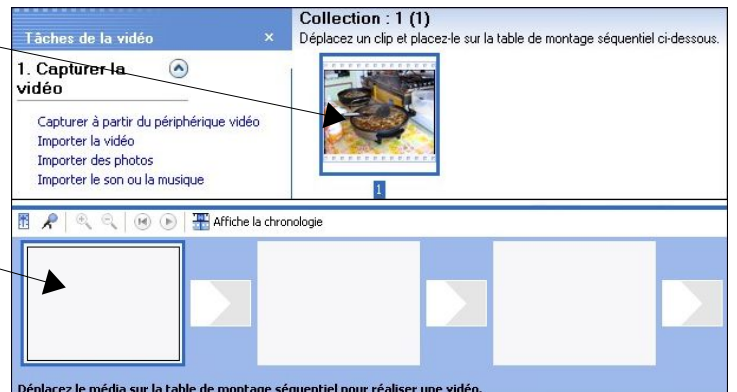 Collection : 1 (1)
Tâches de la vidéo ×
Déplacez un clip et placez-le sur la table de montage séquentiel ci-dessous.
1. Capturer la
vidéo
Capturer à partir du périphérique vidéo
Importer la vidéo
Importer des photos
Importer le son ou la musique
1
Affiche la chronologie
Déplacez le média sur la table de montage séquentiel pour réaliser une vidéo.